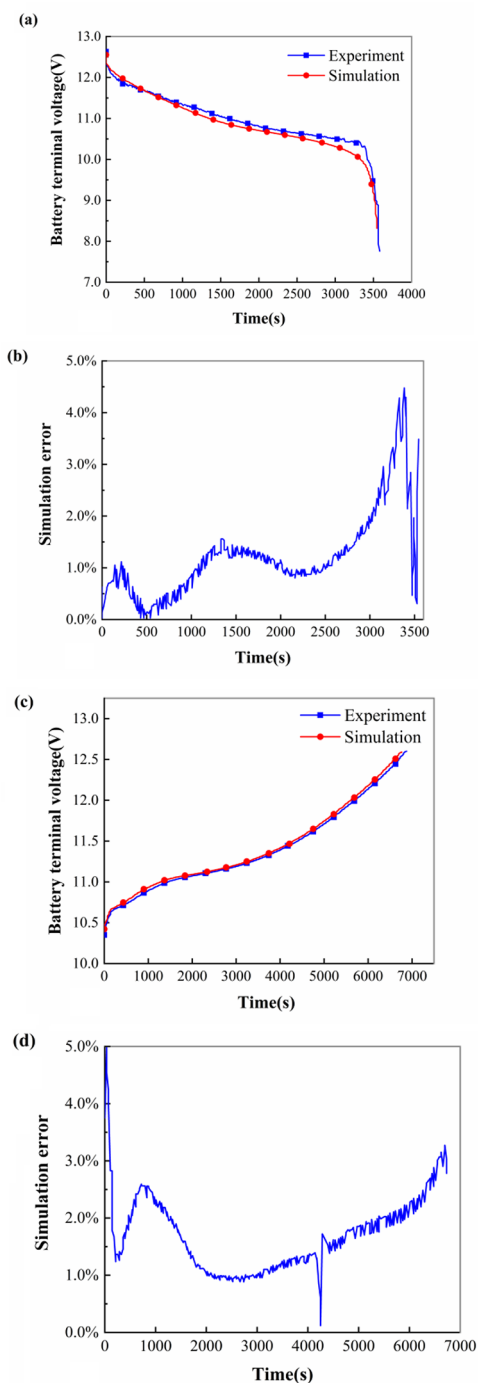 (a)
13.0
12.0
11.0
10.0
9.0
8.0
7.0
Battery terminal voltage(V)
Experiment
Simulation
0 500 1000 1500 2000 2500 3000 3500 4000
Time(s)
(b)
5.0%
4.0%
3.0%
2.0%
1.0%
0.0%
Simulation error
0 500 1000 1500 2000 2500 3000 3500
Time(s)
(c)
13.0
12.5
12.0
11.5
11.0
10.5
10.0
Battery terminal voltage(V)
Experiment
Simulation
0 1000 2000 3000 4000 5000 6000 7000
Time(s)
(d)
5.0%
4.0%
3.0%
2.0%
1.0%
0.0%
Simulation error
0 1000 2000 3000 4000 5000 6000 7000
Time(s)